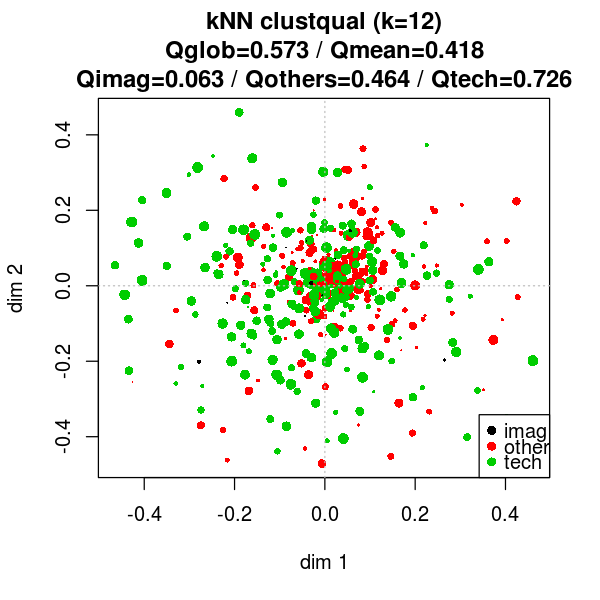 kNN clustqual (k=12)
Qglob=0.573 / Qmean=0.418
Qimag=0.063 / Qothers=0.464 / Qtech=0.726
0.4
0.2
0.0
-0.2
-0.4
dim 2
imag
other
tech
-0.4 -0.2 0.0 0.2 0.4
dim 1